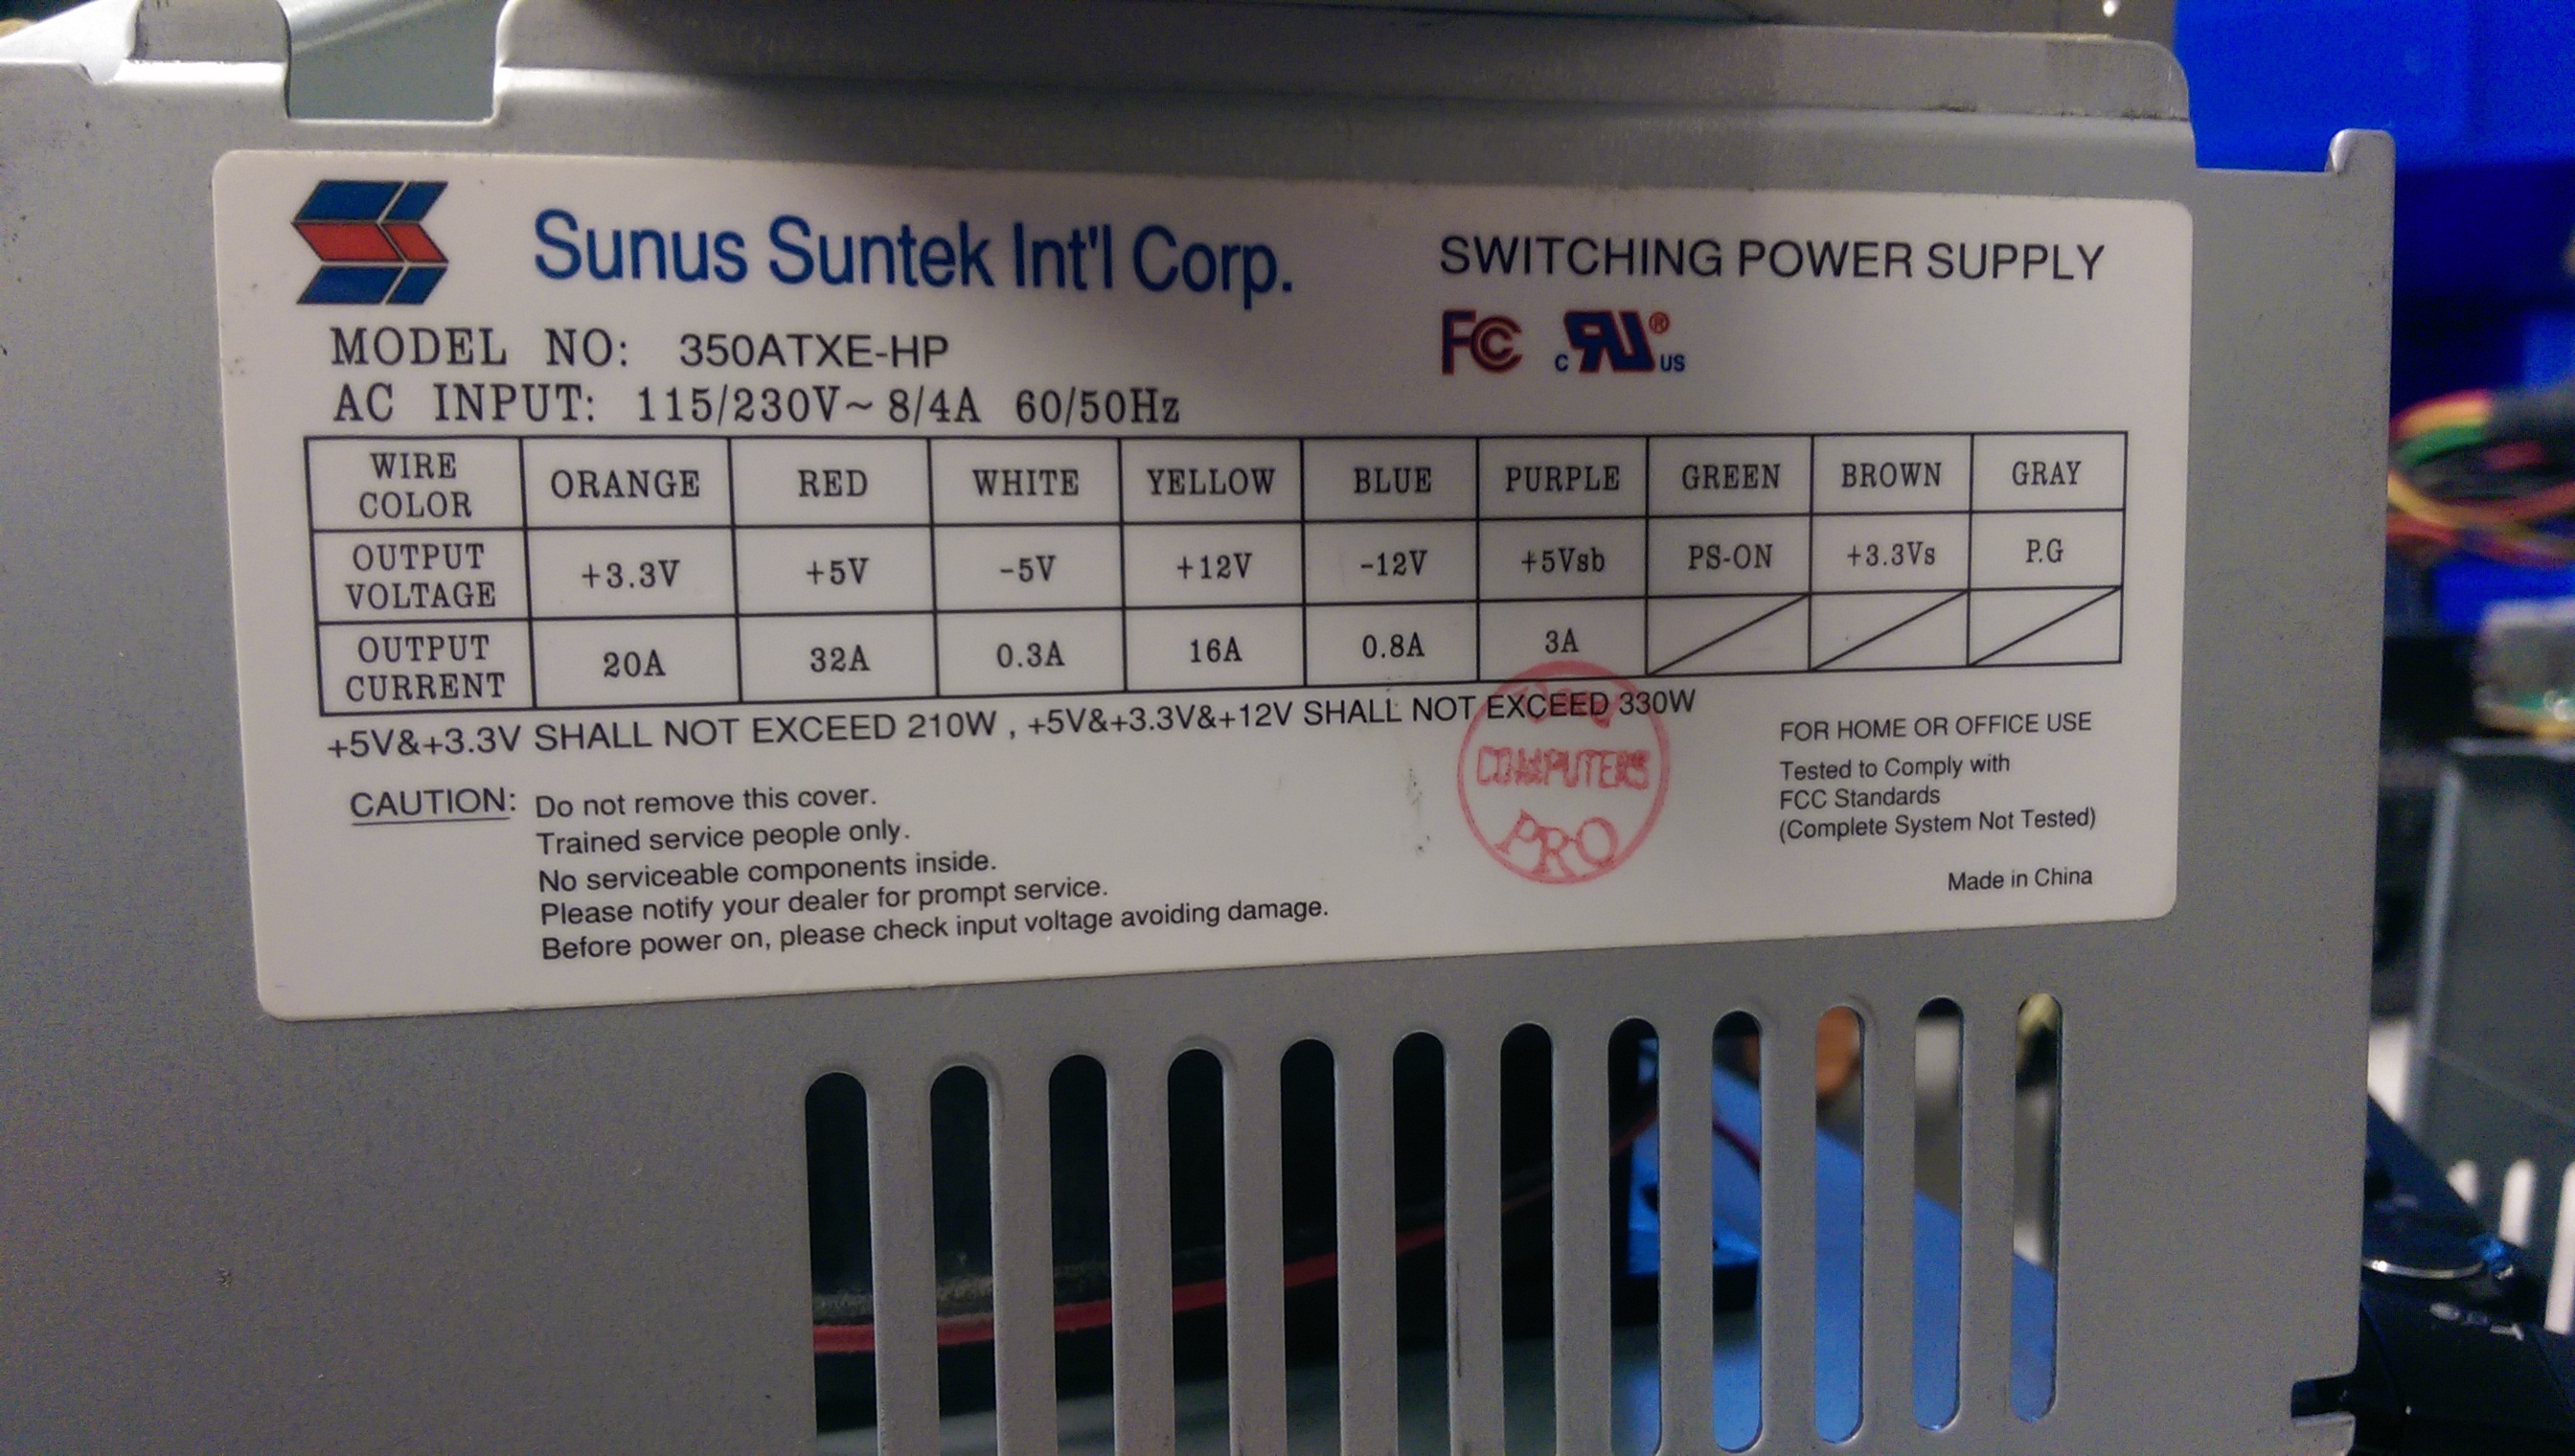 Sunus Suntek Int'l Corp.
SWITCHING POWER SUPPLY
MODEL NO: 350ATXE-HP
FC c RU ® US
AC INPUT: 115/230V~ 8/4A 60/50Hz
WIRE COLOR ORANGE RED WHITE YELLOW BLUE PURPLE GREEN BROWN GRAY
OUTPUT VOLTAGE +3.3V +5V -5V +12V -12V +5Vsb PS-ON +3.3Vs P.G
OUTPUT CURRENT 20A 32A 0.3A 16A 0.8A 3A
+5V&+3.3V SHALL NOT EXCEED 210W , +5V&+3.3V&+12V SHALL NOT EXCEED 330W
COMPUTERS
PRO
CAUTION: Do not remove this cover.
Trained service people only.
No serviceable components inside.
Please notify your dealer for prompt service.
Before power on, please check input voltage avoiding damage.
FOR HOME OR OFFICE USE
Tested to Comply with
FCC Standards
(Complete System Not Tested)
Made in China